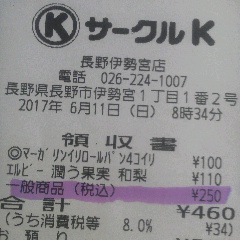 Ⓚ サークルK
長野伊勢宮店
電話 026-224-1007
長野県長野市伊勢宮1丁目1番2号
2017年 6月11日(日) 8時34分
領収書
◎マーガリンイリロールパン4コイリ ¥100
エルビー 潤う果実 和梨 ¥110
一般商品(税込) ¥250
合計 ¥460
(うち消費税等 8.0% ¥34)
お預り